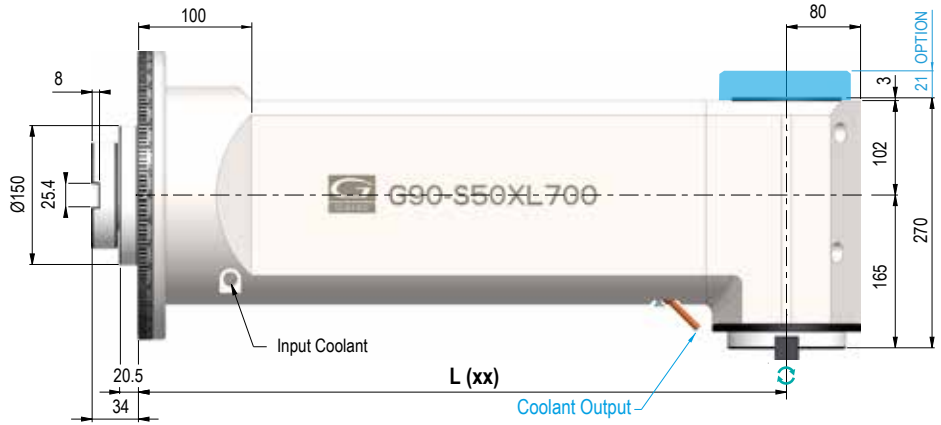 100
80
21 OPTION
8
3
Ø150
25.4
102
270
G90-S50XL700
165
Input Coolant
20.5
L (xx)
34
Coolant Output